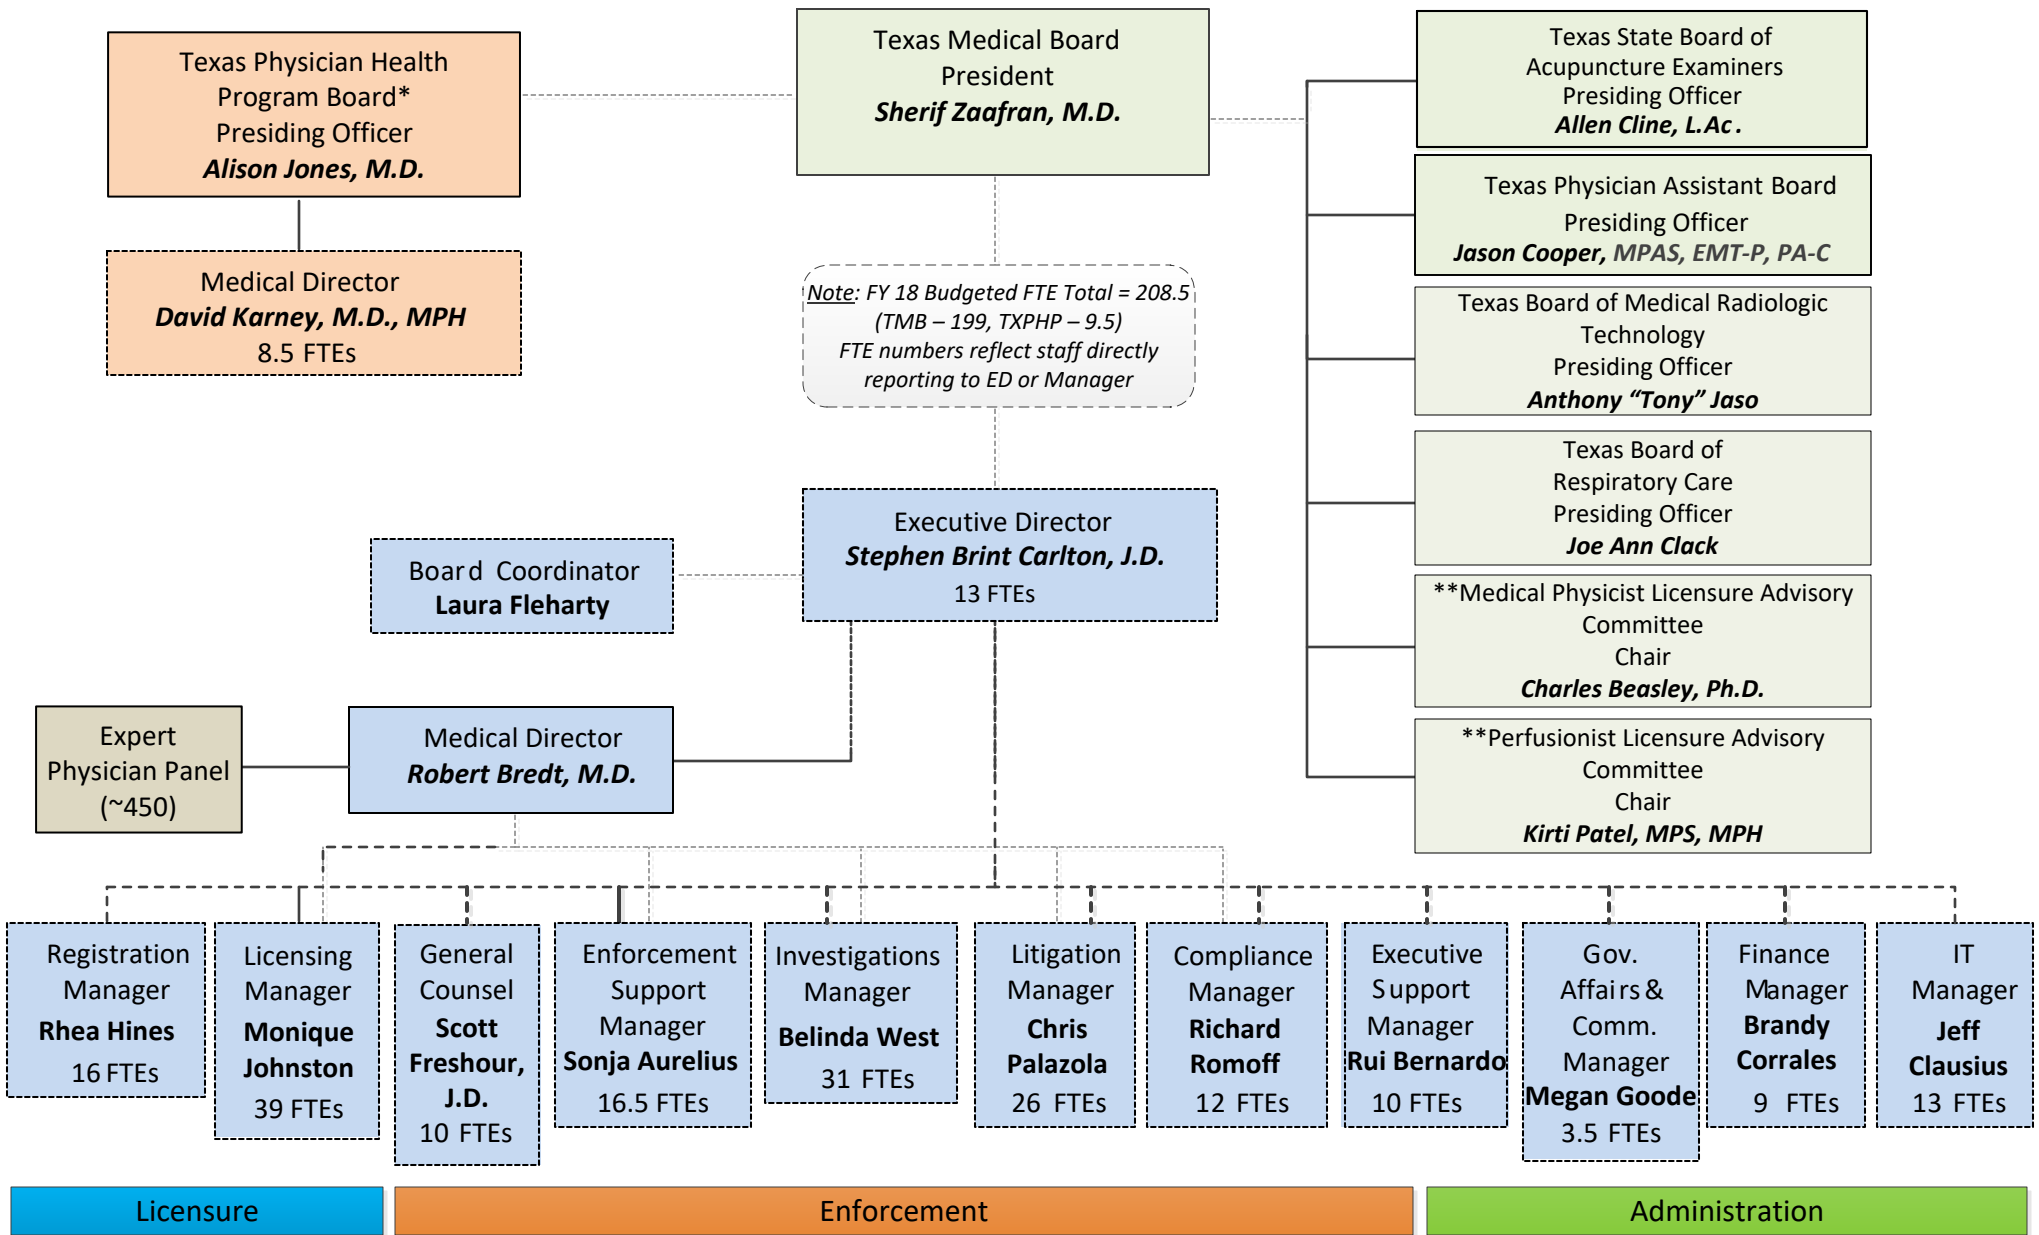 Texas Physician Health
Program Board*
Presiding Officer
Alison Jones, M.D.
Texas Medical Board
President
Sherif Zaafran, M.D.
Texas State Board of
Acupuncture Examiners
Presiding Officer
Allen Cline, L.Ac.
Texas Physician Assistant Board
Presiding Officer
Jason Cooper, MPAS, EMT-P, PA-C
Medical Director
David Karney, M.D., MPH
8.5 FTEs
Note: FY 18 Budgeted FTE Total = 208.5
(TMB – 199, TXPHP – 9.5)
FTE numbers reflect staff directly
reporting to ED or Manager
Texas Board of Medical Radiologic
Technology
Presiding Officer
Anthony “Tony” Jaso
Texas Board of
Respiratory Care
Presiding Officer
Joe Ann Clack
Executive Director
Stephen Brint Carlton, J.D.
13 FTEs
Board Coordinator
Laura Fleharty
**Medical Physicist Licensure Advisory
Committee
Chair
Charles Beasley, Ph.D.
Expert
Physician Panel
(~450)
Medical Director
Robert Bredt, M.D.
**Perfusionist Licensure Advisory
Committee
Chair
Kirti Patel, MPS, MPH
Registration
Manager
Rhea Hines
16 FTEs
Licensing
Manager
Monique
Johnston
39 FTEs
General
Counsel
Scott
Freshour,
J.D.
10 FTEs
Enforcement
Support
Manager
Sonja Aurelius
16.5 FTEs
Investigations
Manager
Belinda West
31 FTEs
Litigation
Manager
Chris
Palazola
26 FTEs
Compliance
Manager
Richard
Romoff
12 FTEs
Executive
Support
Manager
Rui Bernardo
10 FTEs
Gov.
Affairs &
Comm.
Manager
Megan Goode
3.5 FTEs
Finance
Manager
Brandy
Corrales
9 FTEs
IT
Manager
Jeff
Clausius
13 FTEs
Licensure
Enforcement
Administration